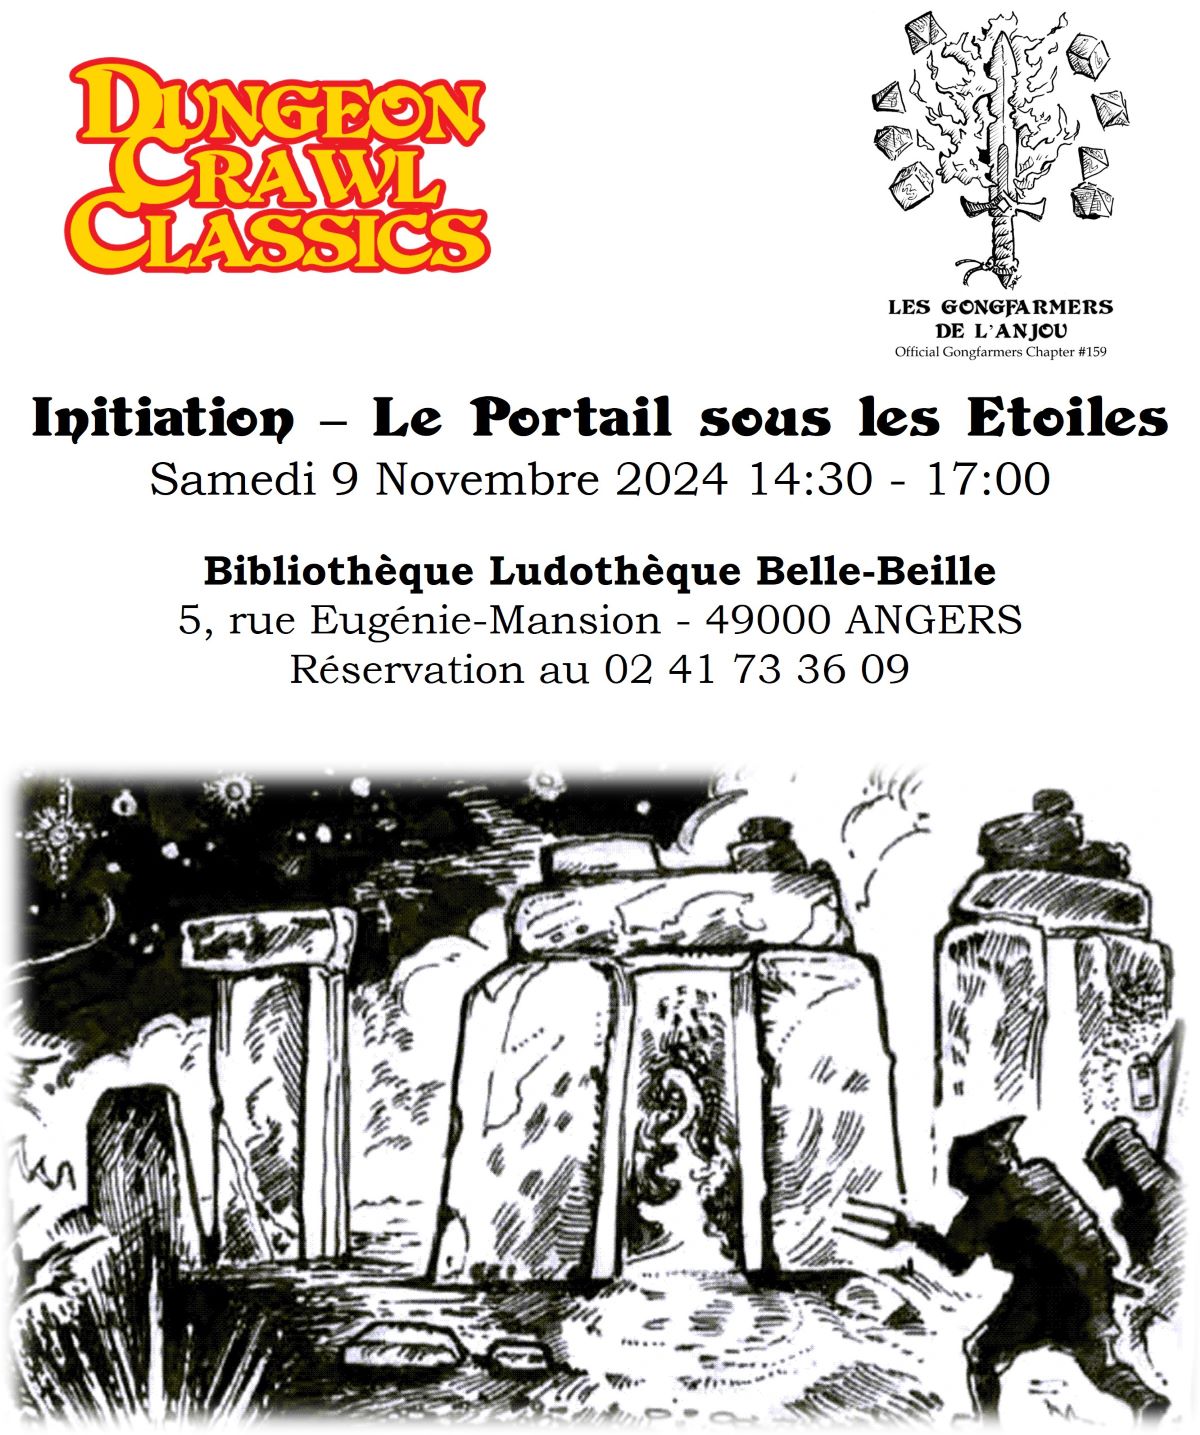 DUNGEON
CRAWL
CLASSICS
LES GONGFARMERS
DE L'ANJOU
Official Gongfarmers Chapter #159
Initiation – Le Portail sous les Etoiles
Samedi 9 Novembre 2024 14:30 - 17:00
Bibliothèque Ludothèque Belle-Beille
5, rue Eugénie-Mansion - 49000 ANGERS
Réservation au 02 41 73 36 09